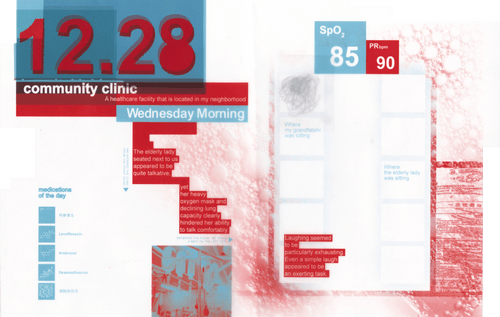 12.28
community clinic
A healthcare facility that is located in my neighborhood
Wednesday Morning
The elderly lady
seated next to us
appeared to be
quite talkative,
yet
her heavy
oxygen mask and
declining lung
capacity clearly
hindered her ability
to talk comfortably.
medications
of the day
SpO2
85
PRbpm
90
Where
my grandfather
was sitting
Where
the elderly lady
was sitting
Laughing seemed
to be
particularly exhausting
Even a simple laugh
appeared to be
an exerting task.